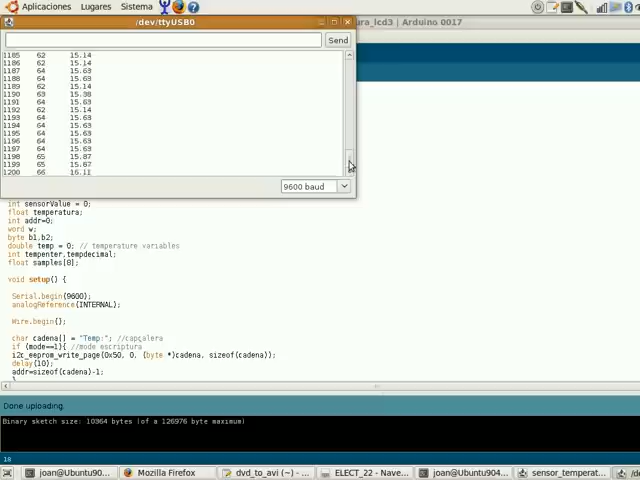 Aplicaciones Lugares Sistema
/dev/ttyUSB0
ra_lcd3 | Arduino 0017
Send
1185 62 15.14
1186 62 15.14
1187 64 15.63
1188 64 15.63
1189 62 15.14
1190 63 15.38
1191 64 15.63
1192 62 15.14
1193 64 15.63
1194 64 15.63
1195 64 15.63
1196 64 15.63
1197 64 15.63
1198 65 15.87
1199 65 15.87
1200 66 16.11
9600 baud
int sensorValue = 0;
float temperatura;
int addr=0;
word w;
byte b1,b2;
double temp = 0; // temperature variables
int tempenter,tempdecimal;
float samples[8];
void setup() {
Serial.begin(9600);
analogReference(INTERNAL);
Wire.begin();
char cadena[] = "Temp:"; //capçalera
if (mode==1){ //mode escriptura
i2c_eeprom_write_page(0x50, 0, (byte *)cadena, sizeof(cadena));
delay(10);
addr=sizeof(cadena)-1;
}
Done uploading.
Binary sketch size: 10364 bytes (of a 126976 byte maximum)
18
joan@Ubuntu90... Mozilla Firefox dvd_to_avi (~) - ... ELECT_22 - Nave... joan@Ubuntu904... sensor_temperat... /de